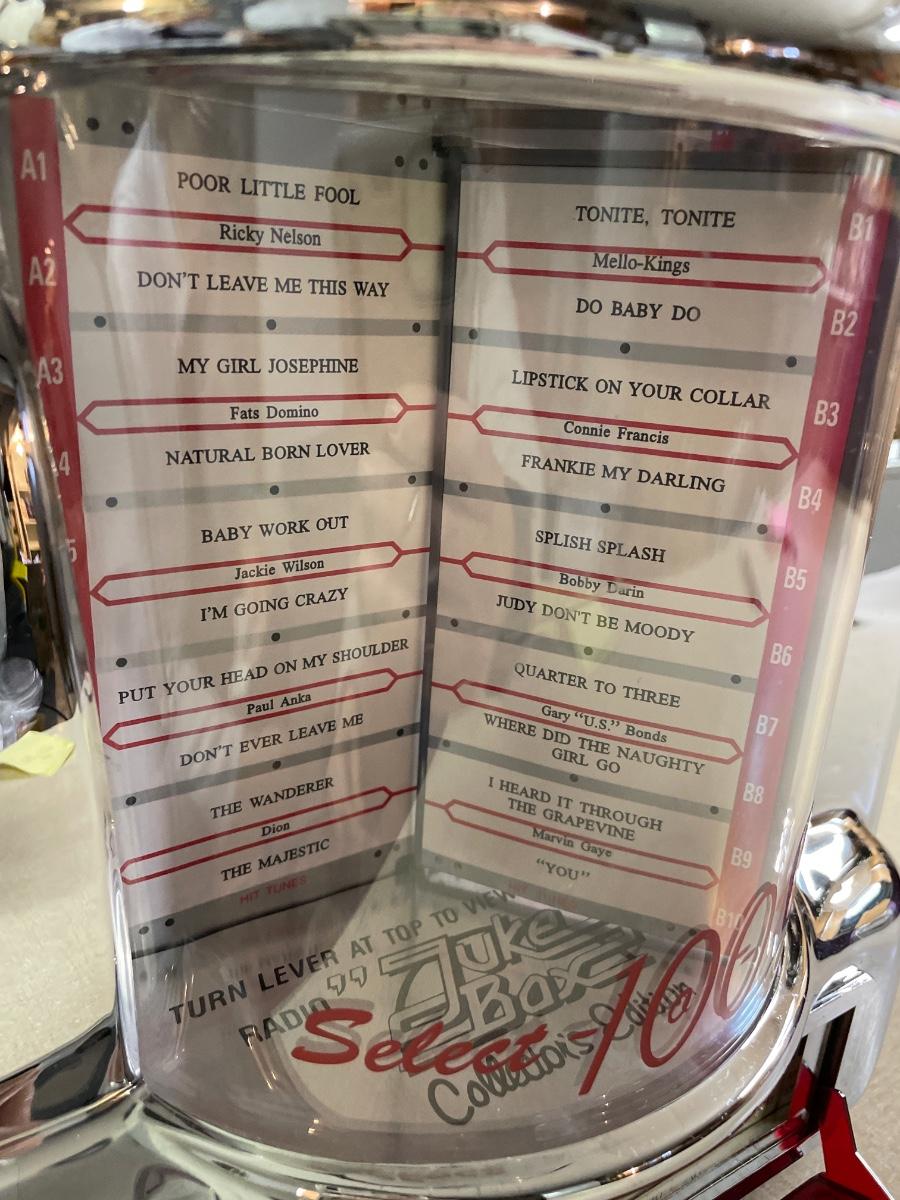 A1
POOR LITTLE FOOL
Ricky Nelson
A2
DON'T LEAVE ME THIS WAY
A3
MY GIRL JOSEPHINE
Fats Domino
4
NATURAL BORN LOVER
5
BABY WORK OUT
Jackie Wilson
I'M GOING CRAZY
PUT YOUR HEAD ON MY SHOULDER
Paul Anka
DON'T EVER LEAVE ME
THE WANDERER
Dion
THE MAJESTIC
HIT TUNES
B1
TONITE, TONITE
Mello-Kings
B2
DO BABY DO
B3
LIPSTICK ON YOUR COLLAR
Connie Francis
B4
FRANKIE MY DARLING
B5
SPLISH SPLASH
Bobby Darin
B6
JUDY DON'T BE MOODY
B7
QUARTER TO THREE
Gary "U.S." Bonds
B8
WHERE DID THE NAUGHTY
GIRL GO
B9
I HEARD IT THROUGH
THE GRAPEVINE
Marvin Gaye
B10
"YOU"
HIT TUNES
TURN LEVER AT TOP TO VIEW
RADIO"
Juke
Box
Collector's Edition
Select-100